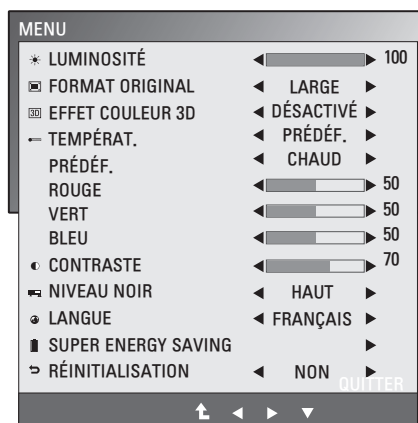 MENU
LUMINOSITÉ 100
FORMAT ORIGINAL LARGE
3D EFFET COULEUR 3D DÉSACTIVÉ
TEMPÉRAT. PRÉDÉF.
PRÉDÉF. CHAUD
ROUGE 50
VERT 50
BLEU 50
CONTRASTE 70
NIVEAU NOIR HAUT
LANGUE FRANÇAIS
SUPER ENERGY SAVING
RÉINITIALISATION NON
QUITTER